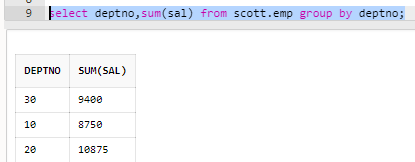 9 select deptno,sum(sal) from scott.emp group by deptno;
DEPTNO SUM(SAL)
30 9400
10 8750
20 10875